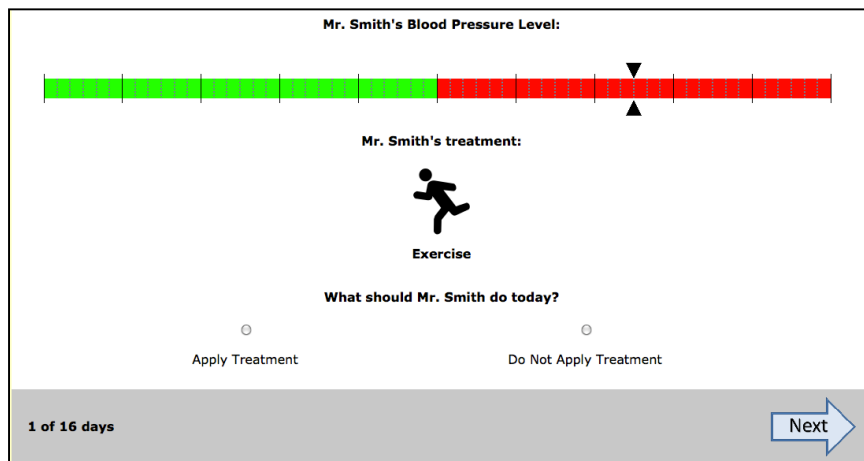 Mr. Smith's Blood Pressure Level:
Mr. Smith's treatment:
Exercise
What should Mr. Smith do today?
Apply Treatment
Do Not Apply Treatment
1 of 16 days
Next